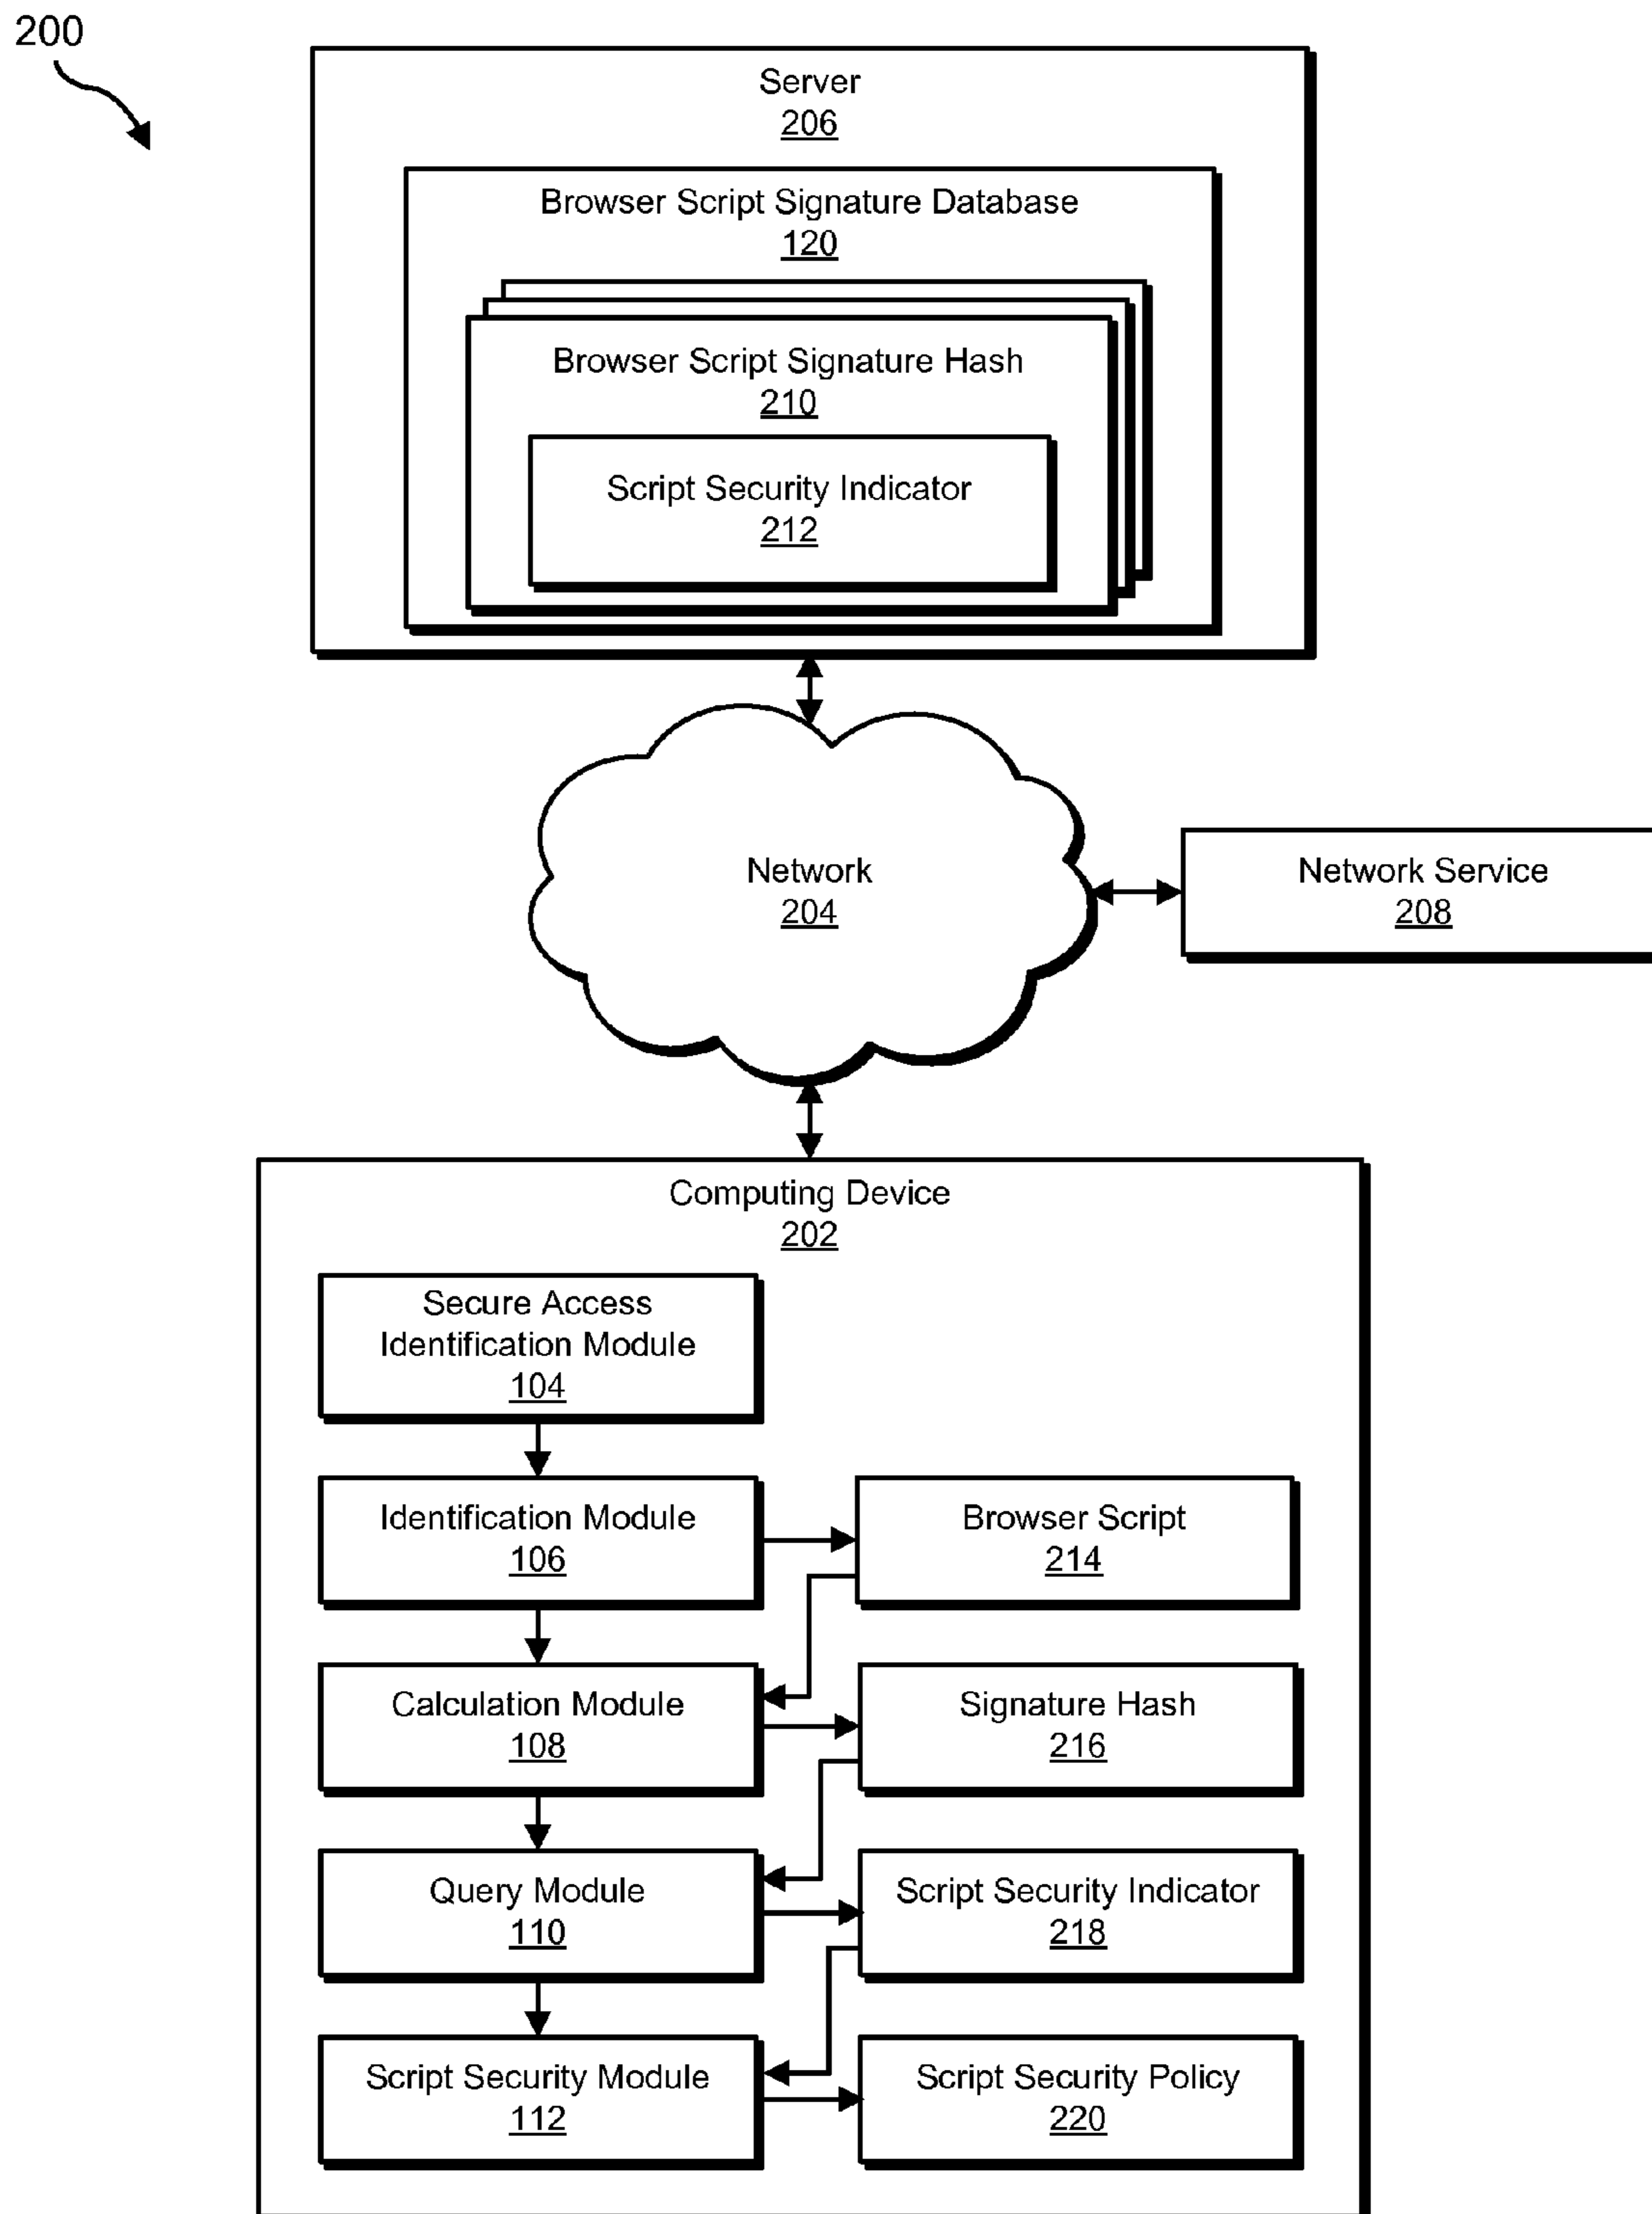 200
Server
206
Browser Script Signature Database
120
Browser Script Signature Hash
210
Script Security Indicator
212
Network
204
Network Service
208
Computing Device
202
Secure Access
Identification Module
104
Identification Module
106
Browser Script
214
Calculation Module
108
Signature Hash
216
Query Module
110
Script Security Indicator
218
Script Security Module
112
Script Security Policy
220